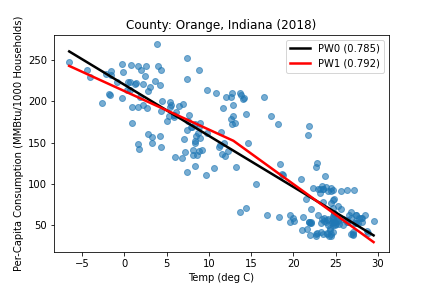 County: Orange, Indiana (2018)
PW0 (0.785)
PW1 (0.792)
Per-Capita Consumption (MMBtu/1000 Households)
250
200
150
100
50
−5 0 5 10 15 20 25 30
Temp (deg C)